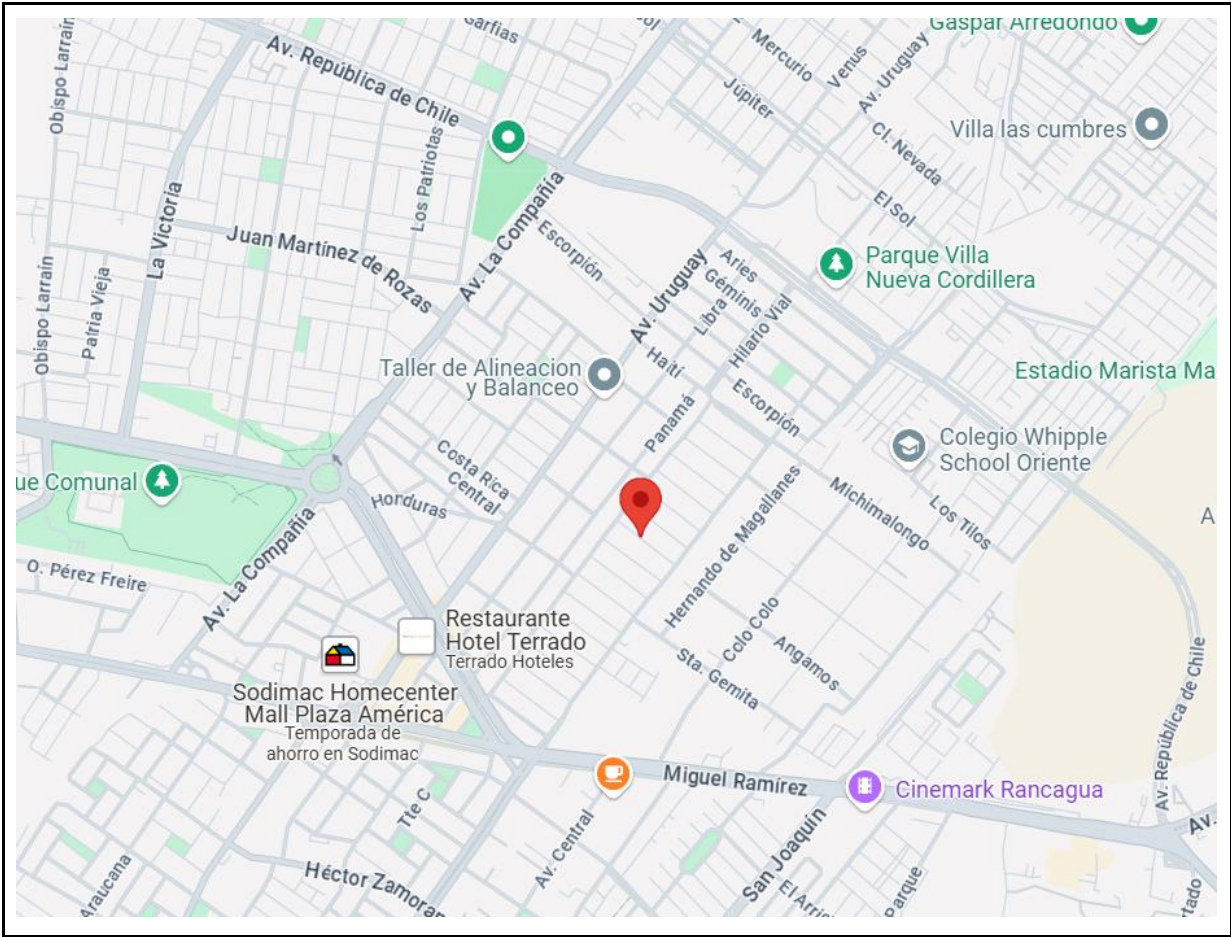 Garfias
Gaspar Arredondo
Obispo Larraín
Av. República de Chile
Mercurio
Venus
Av. Uruguay
Júpiter
Villa las cumbres
Cl. Nevada
Los Patriotas
La Victoria
El Sol
Juan Martínez de Rozas
Av. La Compañía
Escorpión
Aries
Géminis
Libra
Parque Villa
Nueva Cordillera
Obispo Larraín
Patria Vieja
Av. Uruguay
Hilario Vial
Haití
Taller de Alineacion
y Balanceo
Estadio Marista Ma
Escorpión
Panamá
Colegio Whipple
School Oriente
Costa Rica
Central
ue Comunal
Honduras
Michimalongo
Los Tilos
A
Hernando de Magallanes
Av. La Compañía
O. Pérez Freire
Restaurante
Hotel Terrado
Terrado Hoteles
Colo Colo
Angamos
Sta. Gemita
Sodimac Homecenter
Mall Plaza América
Temporada de
ahorro en Sodimac
Av. República de Chile
Miguel Ramírez
Cinemark Rancagua
Tte C
Av.
Av. Central
San Joaquín
Héctor Zamoran
Araucana
El Arri
Parque
tado